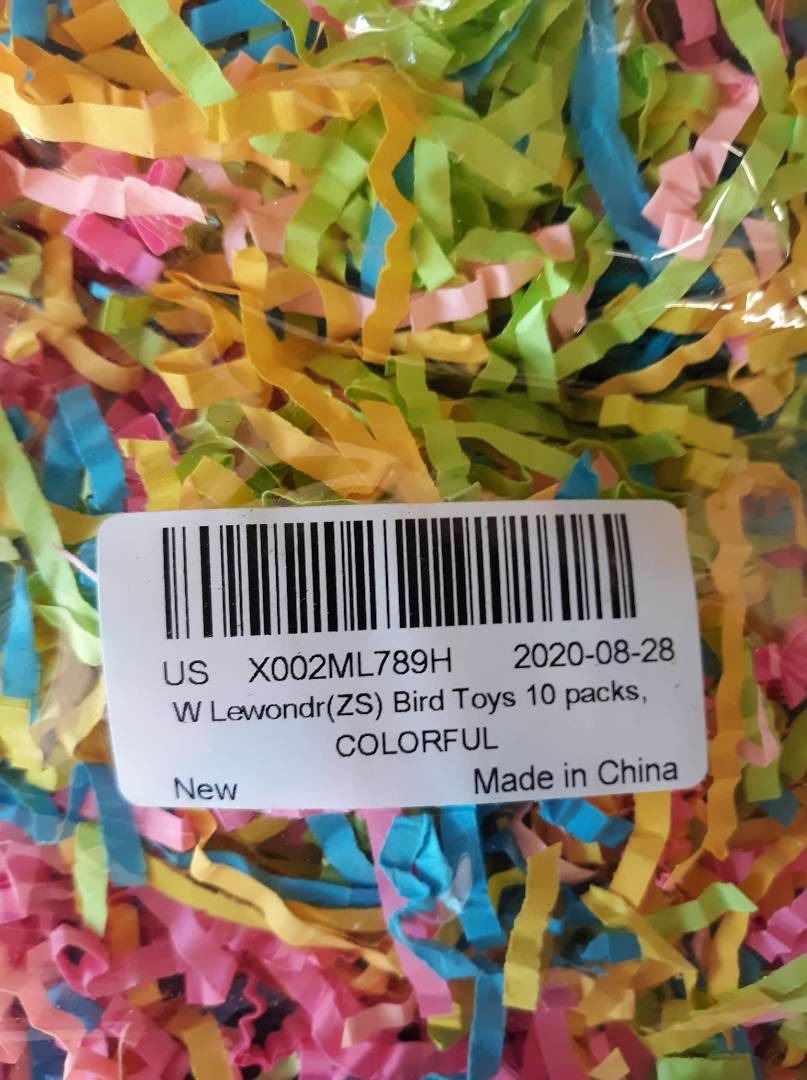 US X002ML789H 2020-08-28
W Lewondr(ZS) Bird Toys 10 packs,
COLORFUL
New Made in China